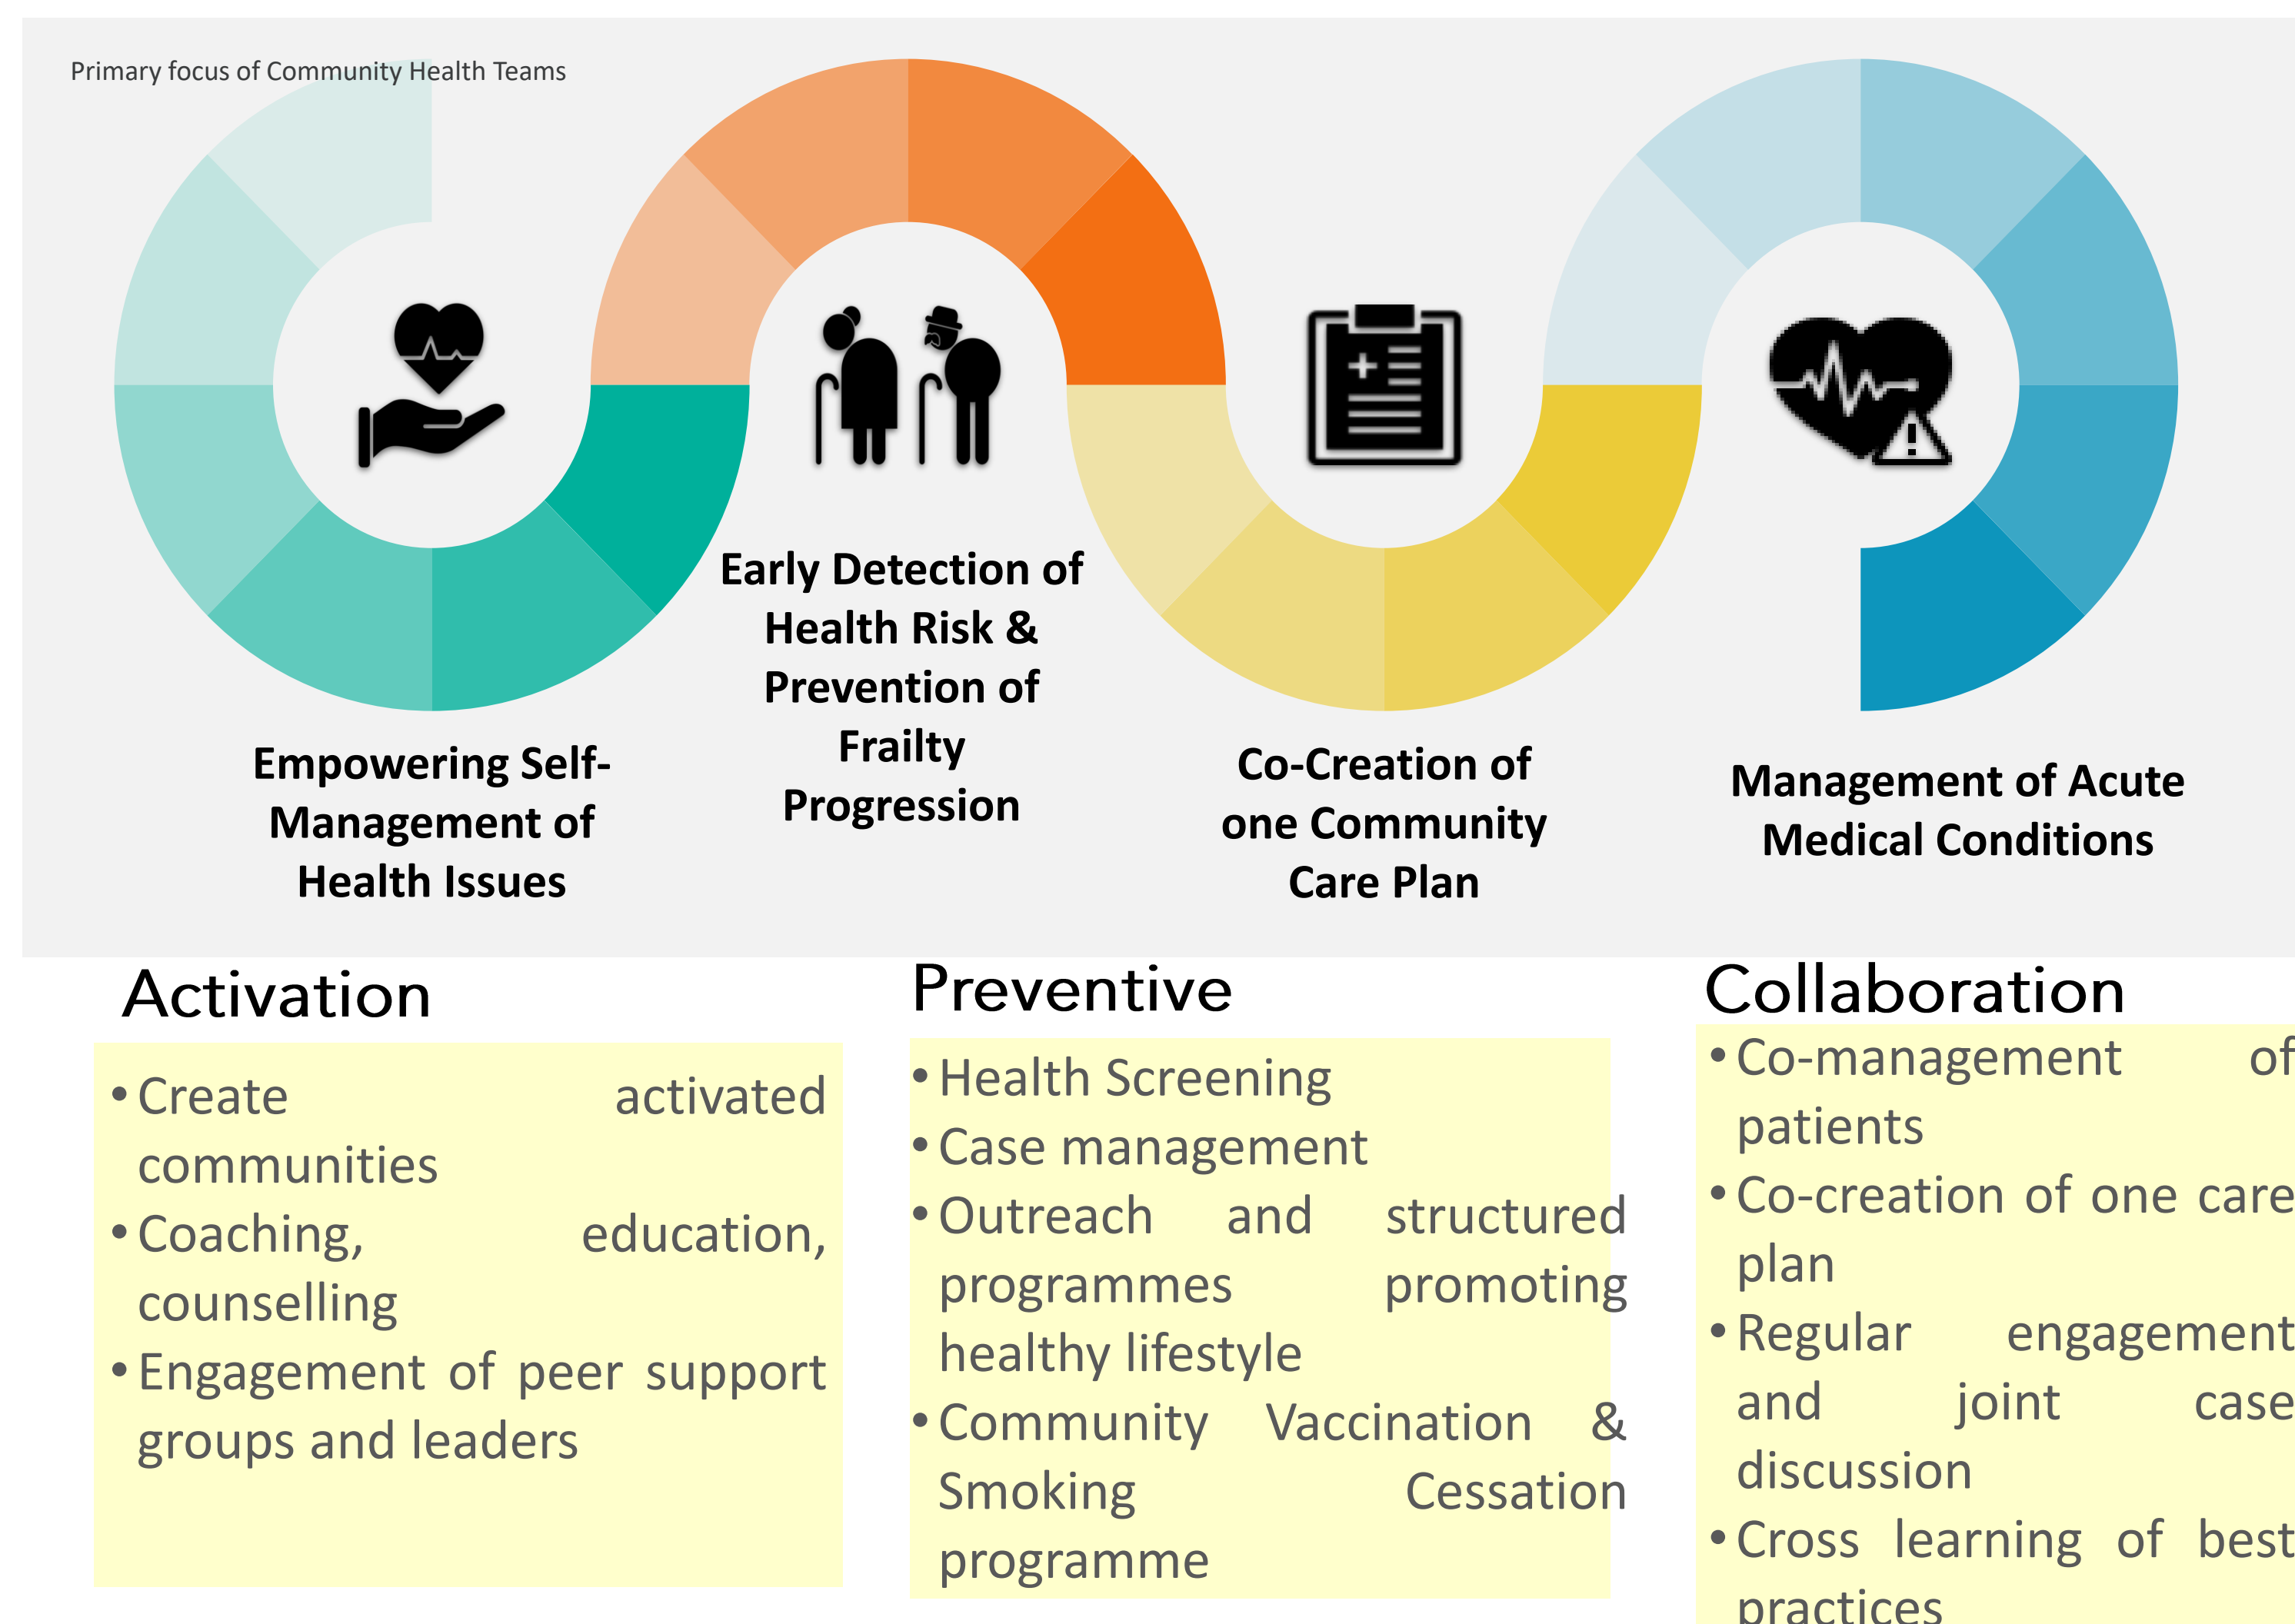 Primary focus of Community Health Teams
Empowering Self-
Management of
Health Issues
Early Detection of
Health Risk &
Prevention of
Frailty
Progression
Co-Creation of
one Community
Care Plan
Management of Acute
Medical Conditions
Activation
• Create activated
communities
• Coaching, education,
counselling
• Engagement of peer support
groups and leaders
Preventive
• Health Screening
• Case management
• Outreach and structured
programmes promoting
healthy lifestyle
• Community Vaccination &
Smoking Cessation
programme
Collaboration
• Co-management of
patients
• Co-creation of one care
plan
• Regular engagement
and joint case
discussion
• Cross learning of best
practices